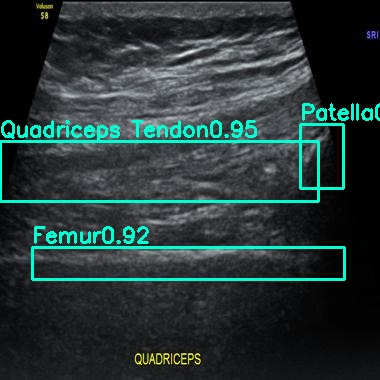 Voluson
S8
SRI
Patella0
Quadriceps Tendon0.95
Femur0.92
QUADRICEPS